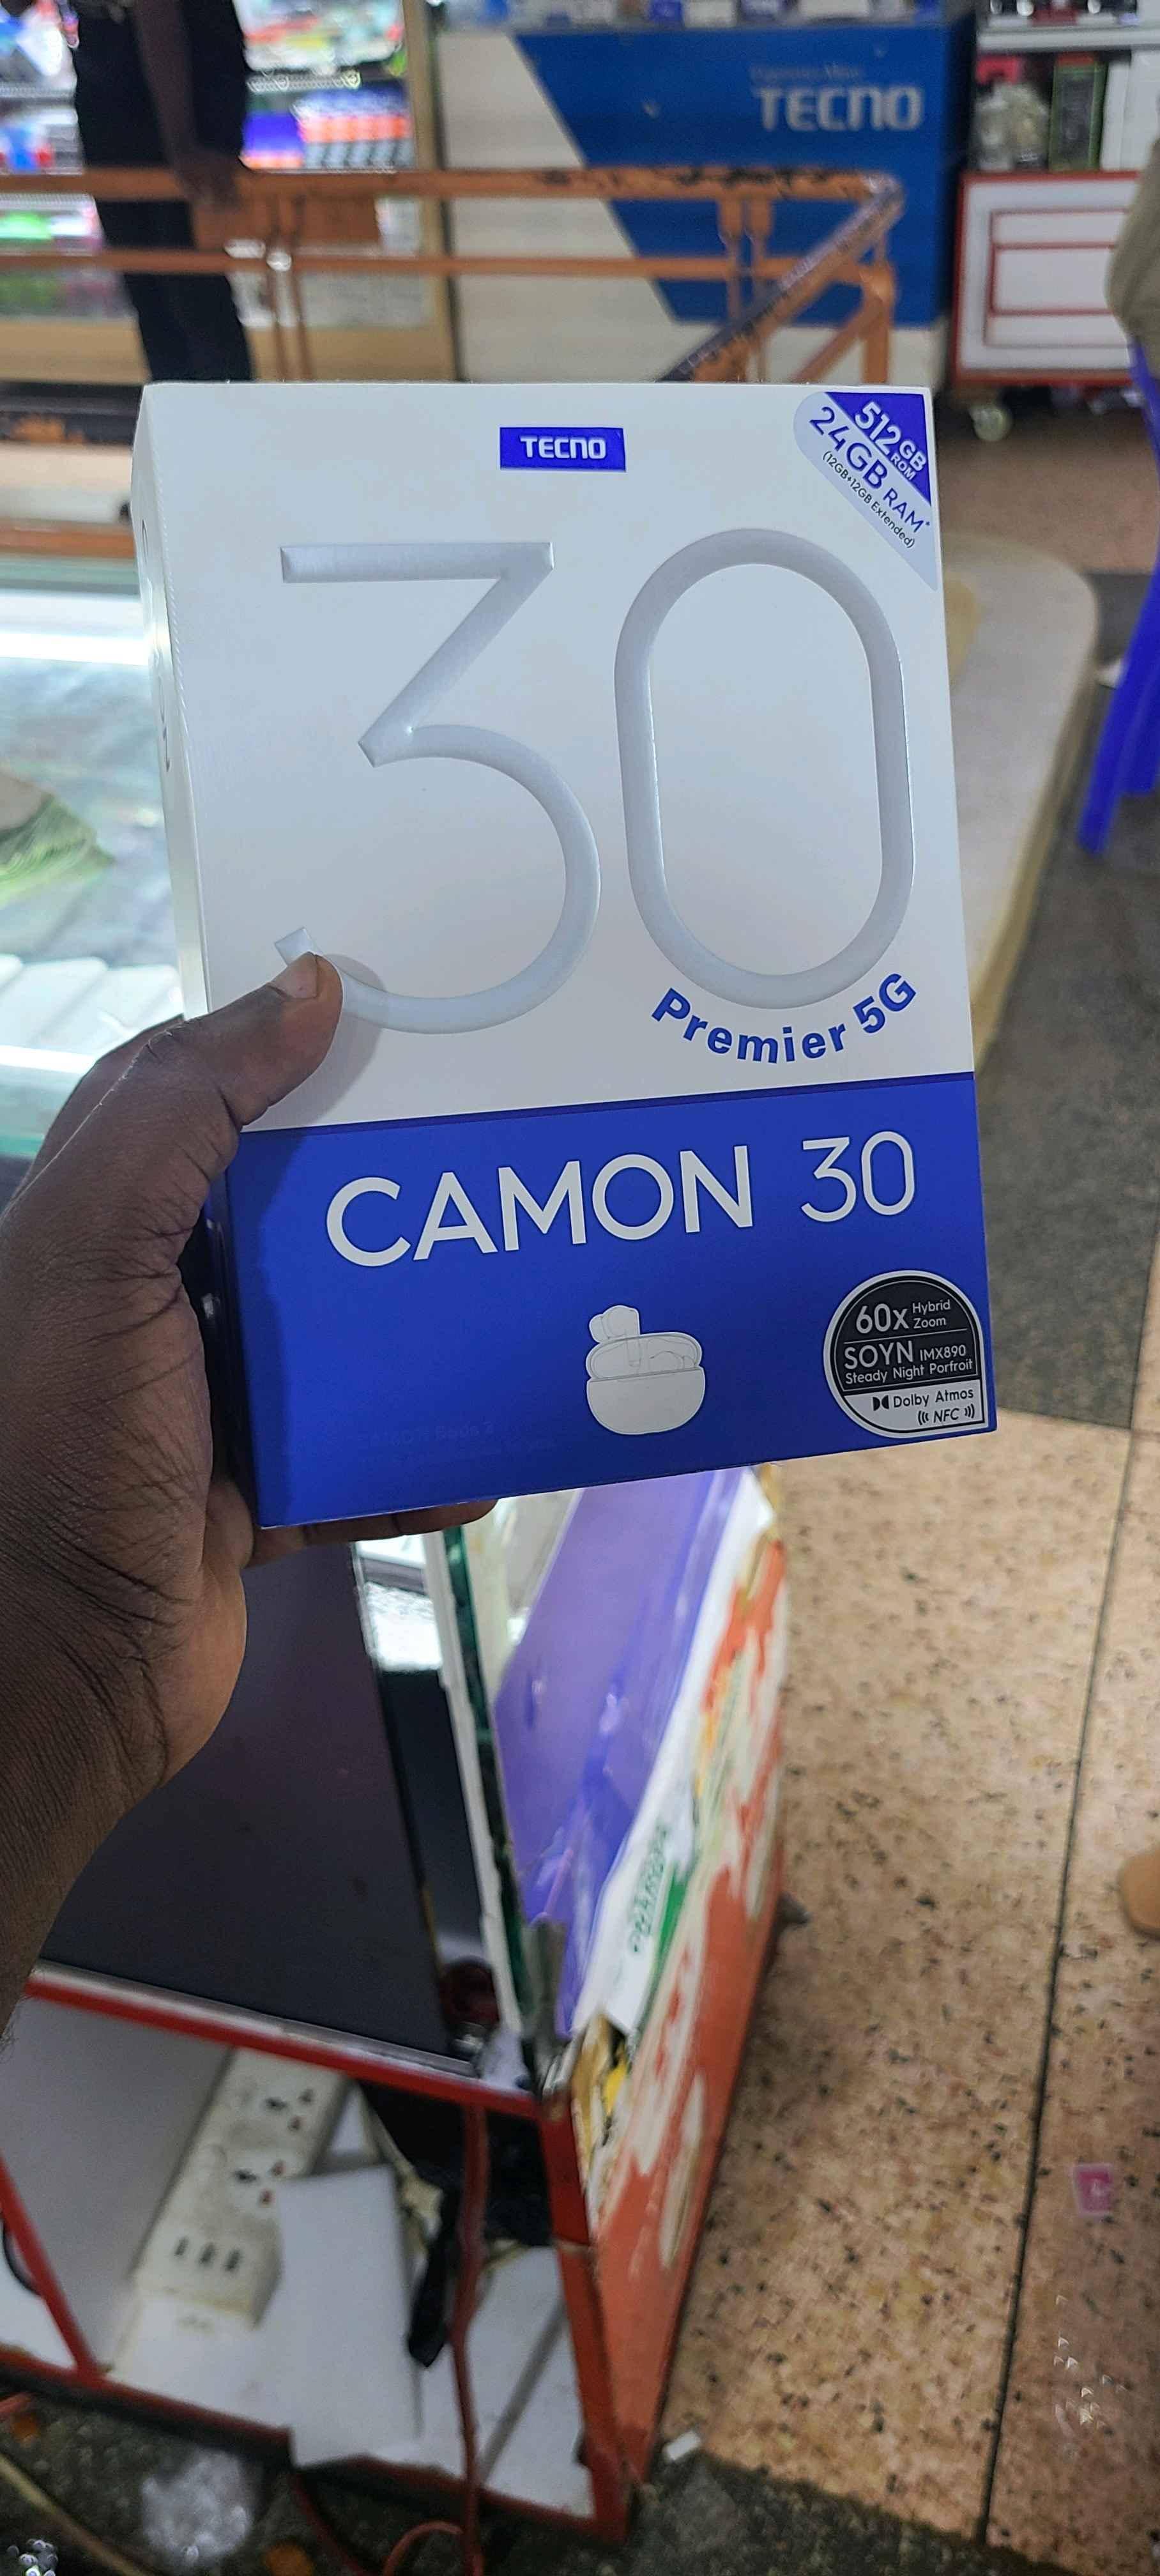 TECNO
TECNO
512GB
ROM
24GB RAM*
(12GB+12GB Extended)
30
Premier 5G
CAMON 30
60x Hybrid
Zoom
SOYN IMX890
Steady Night Porfroit
Dolby Atmos
((( NFC )))